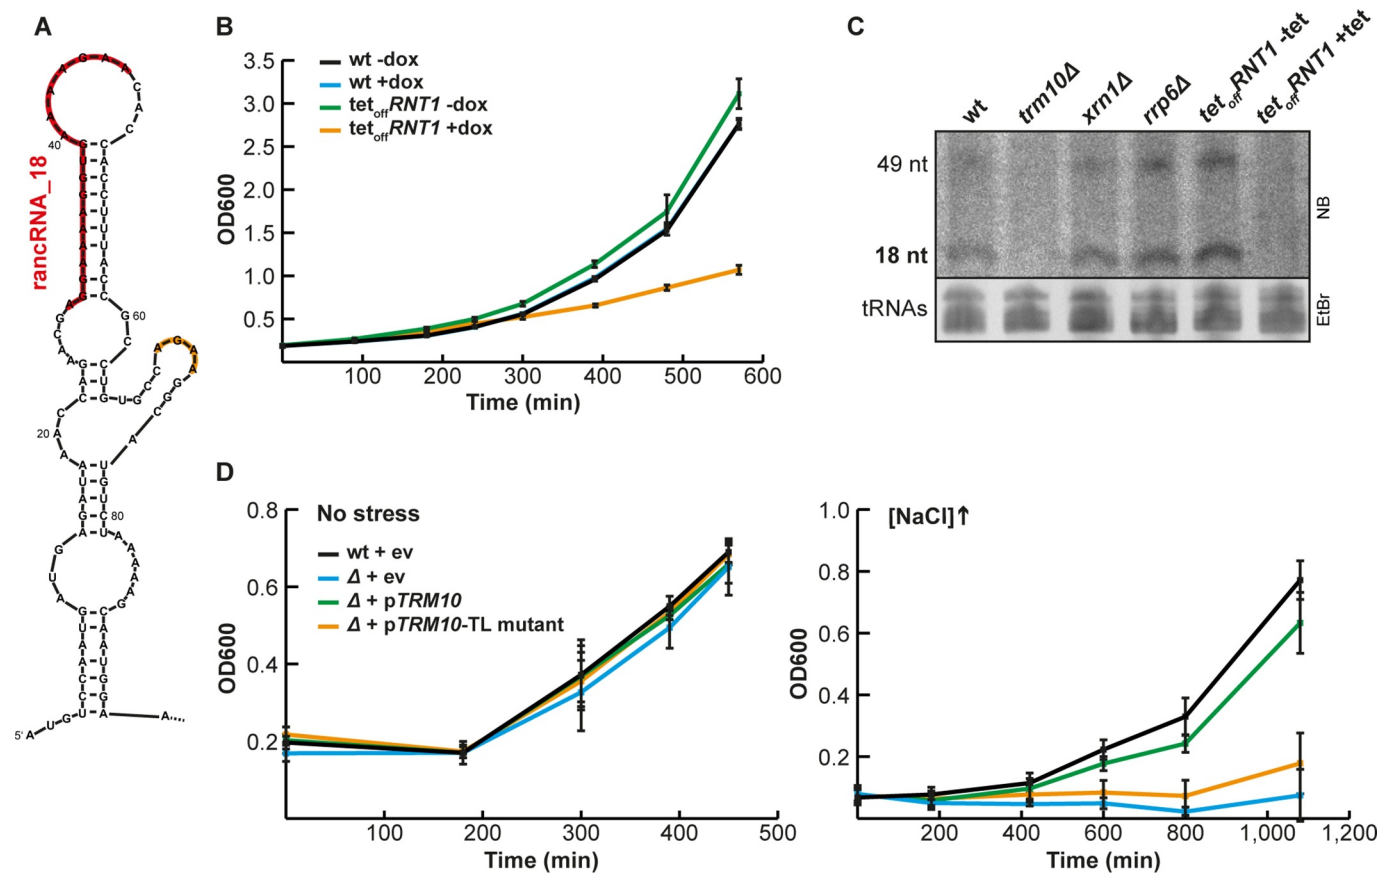 A
rancRNA_18
40
60
20
80
5'
B
wt -dox
wt +dox
tetoffRNT1 -dox
tetoffRNT1 +dox
3.5
3.0
2.5
2.0
1.5
1.0
0.5
OD600
100 200 300 400 500 600
Time (min)
C
wt
trm10Δ
xrn1Δ
rrp6Δ
tetoffRNT1 -tet
tetoffRNT1 +tet
49 nt
18 nt
tRNAs
NB
EtBr
D
No stress
wt + ev
Δ + ev
Δ + pTRM10
Δ + pTRM10-TL mutant
0.8
0.6
0.4
0.2
OD600
100 200 300 400 500
Time (min)
[NaCl]↑
1.0
0.8
0.6
0.4
0.2
OD600
200 400 600 800 1,000 1,200
Time (min)